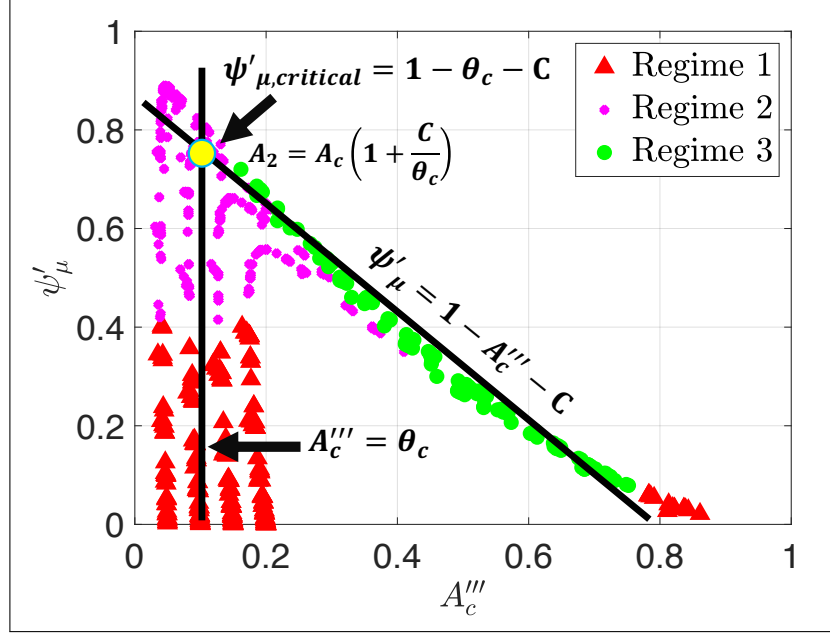 1
0.8
0.6
0.4
0.2
0
ψ′μ
ψ′μ,critical = 1 − θc − C
A2 = Ac (1 + C/θc)
Regime 1
Regime 2
Regime 3
ψ′μ = 1 − A‴c − C
A‴c = θc
0 0.2 0.4 0.6 0.8 1
A‴c